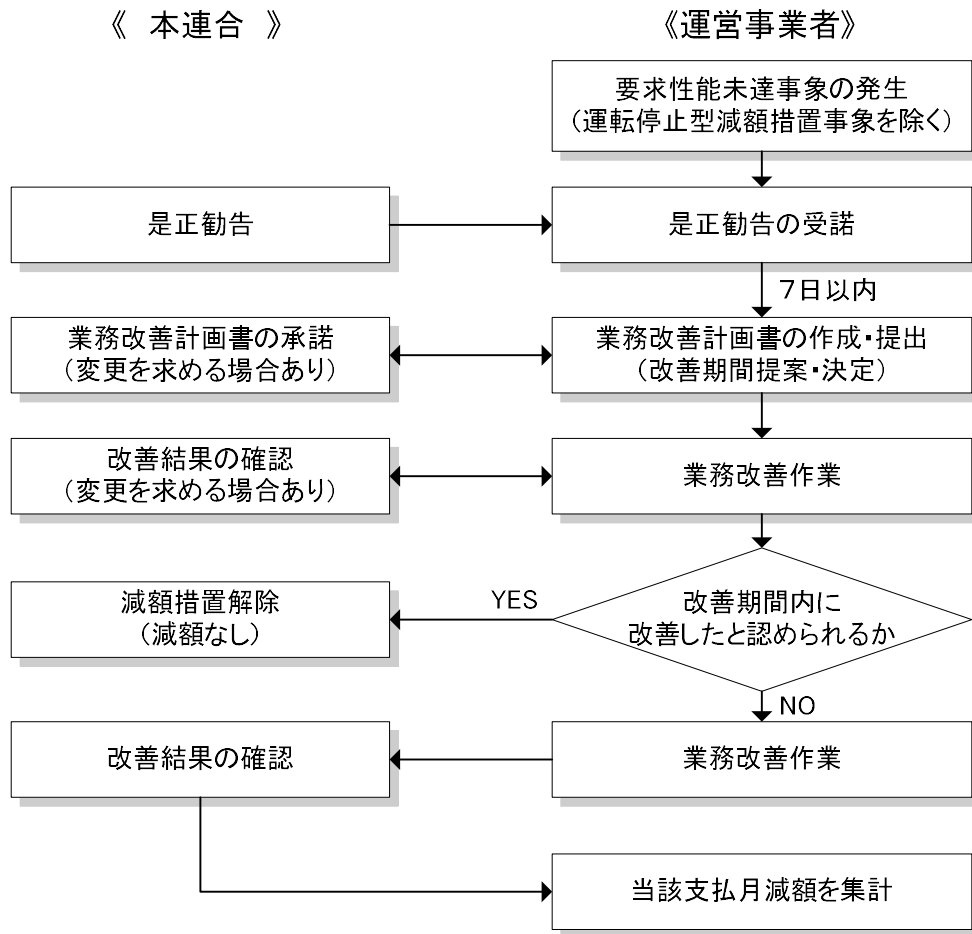 《 本連合 》
《運営事業者》
要求性能未達事象の発生
(運転停止型減額措置事象を除く)
是正勧告
是正勧告の受諾
7日以内
業務改善計画書の承諾
(変更を求める場合あり)
業務改善計画書の作成・提出
(改善期間提案・決定)
改善結果の確認
(変更を求める場合あり)
業務改善作業
減額措置解除
(減額なし)
YES
改善期間内に
改善したと認められるか
NO
改善結果の確認
業務改善作業
当該支払月減額を集計